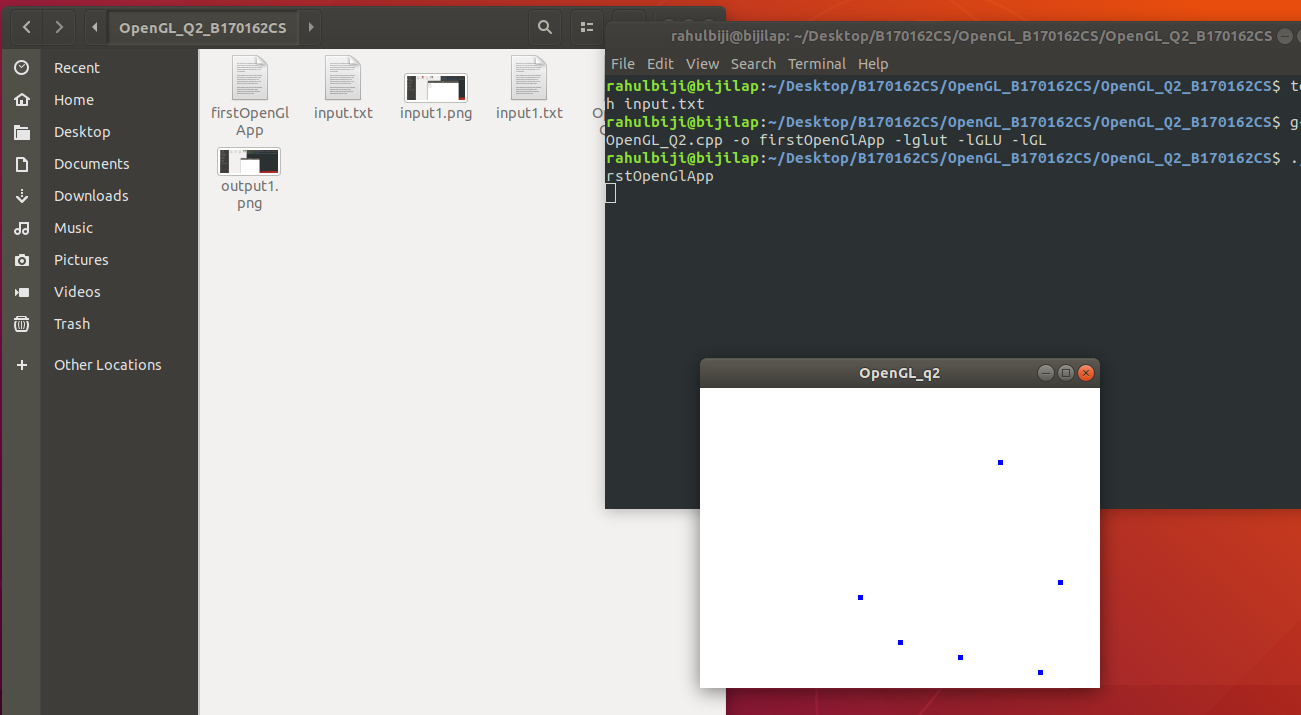 OpenGL_Q2_B170162CS
Recent
Home
Desktop
Documents
Downloads
Music
Pictures
Videos
Trash
Other Locations
firstOpenGl
App
input.txt
input1.png
input1.txt
output1.
png
rahulbiji@bijilap: ~/Desktop/B170162CS/OpenGL_B170162CS/OpenGL_Q2_B170162CS
File Edit View Search Terminal Help
rahulbiji@bijilap:~/Desktop/B170162CS/OpenGL_B170162CS/OpenGL_Q2_B170162CS$
h input.txt
rahulbiji@bijilap:~/Desktop/B170162CS/OpenGL_B170162CS/OpenGL_Q2_B170162CS$ g
OpenGL_Q2.cpp -o firstOpenGlApp -lglut -lGLU -lGL
rahulbiji@bijilap:~/Desktop/B170162CS/OpenGL_B170162CS/OpenGL_Q2_B170162CS$ .
rstOpenGlApp
OpenGL_q2